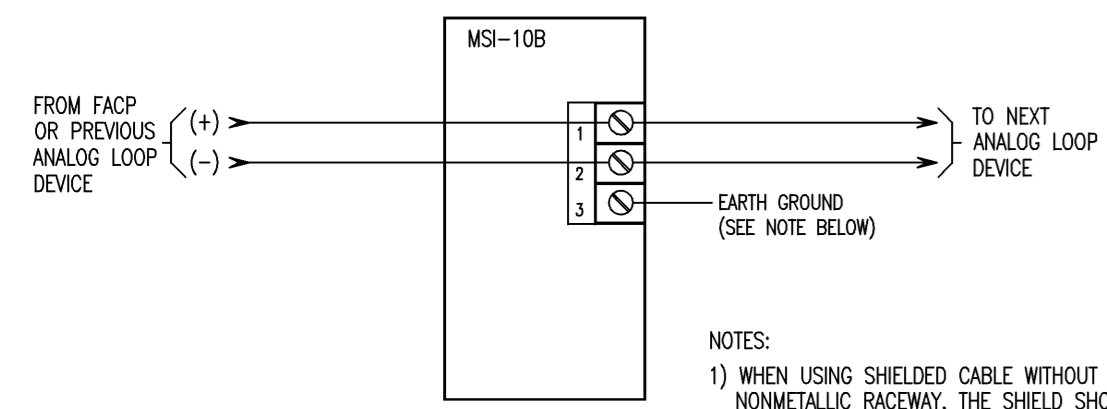 MSI-10B
FROM FACP
OR PREVIOUS
ANALOG LOOP
DEVICE
(+)
(-)
1
2
3
TO NEXT
ANALOG LOOP
DEVICE
EARTH GROUND
(SEE NOTE BELOW)
NOTES:
1) WHEN USING SHIELDED CABLE WITHOUT
NONMETALLIC RACEWAY, THE SHIELD